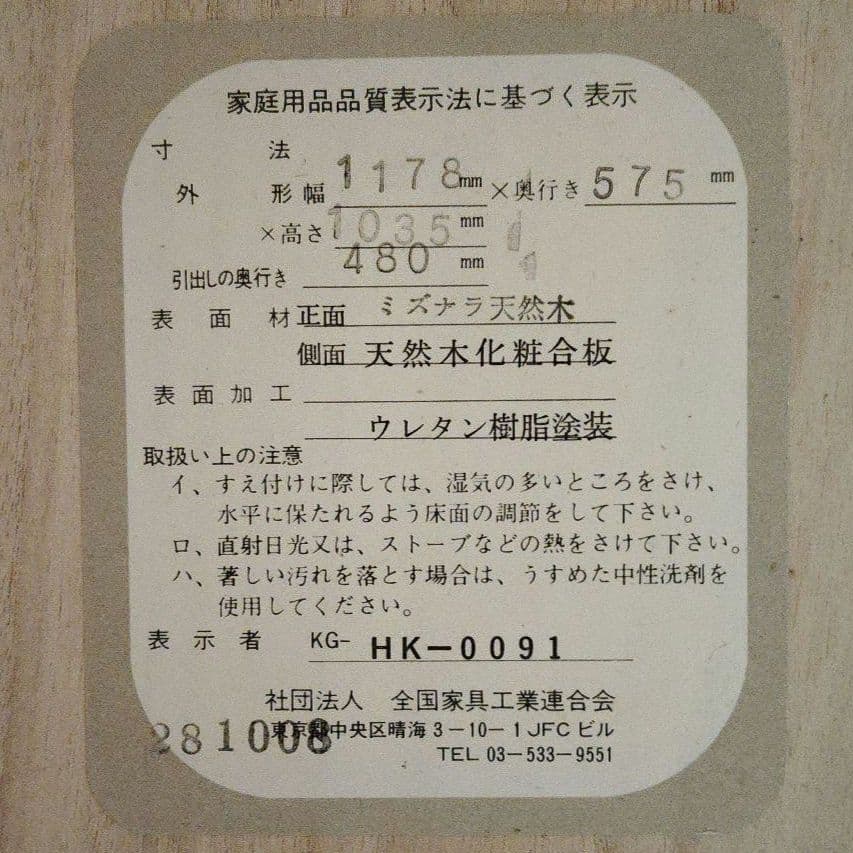 家庭用品品質表示法に基づく表示
寸法
外形幅 1178mm×奥行き 575mm
×高さ 1035mm
引出しの奥行き 480mm
表面材 正面 ミズナラ天然木
側面 天然木化粧合板
表面加工
ウレタン樹脂塗装
取扱い上の注意
イ、すえ付けに際しては、湿気の多いところをさけ、
水平に保たれるよう床面の調節をして下さい。
ロ、直射日光又は、ストーブなどの熱をさけて下さい。
ハ、著しい汚れを落とす場合は、うすめた中性洗剤を
使用してください。
表示者 KG-HK-0091
社団法人 全国家具工業連合会
東京都中央区晴海3-10-1 JFCビル
281008
TEL 03-533-9551